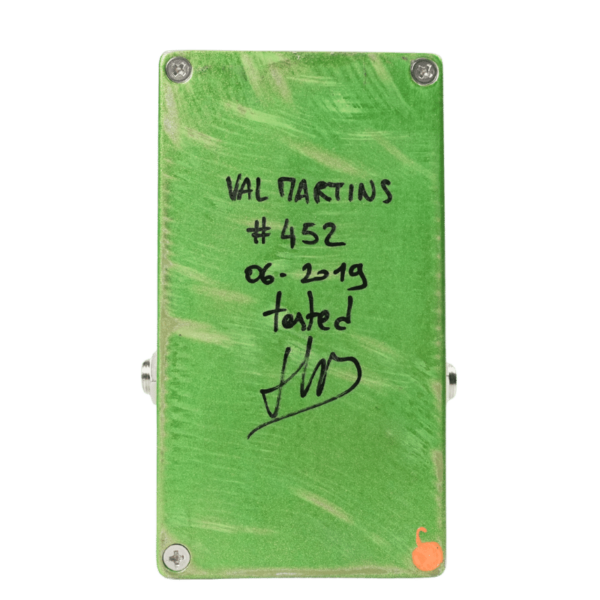 VAL MARTINS
# 452
06-2019
tested